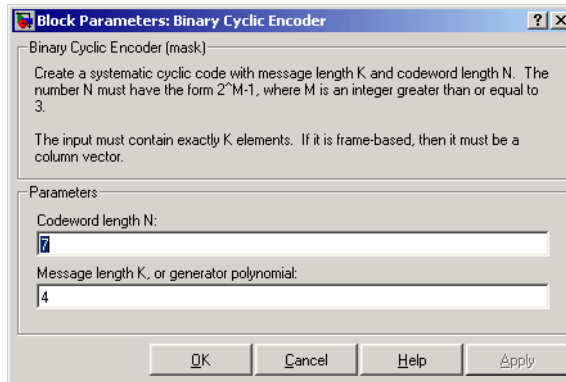 Block Parameters: Binary Cyclic Encoder
Binary Cyclic Encoder (mask)
Create a systematic cyclic code with message length K and codeword length N. The
number N must have the form 2^M-1, where M is an integer greater than or equal to
3.
The input must contain exactly K elements. If it is frame-based, then it must be a
column vector.
Parameters
Codeword length N:
7
Message length K, or generator polynomial:
4
OK Cancel Help Apply